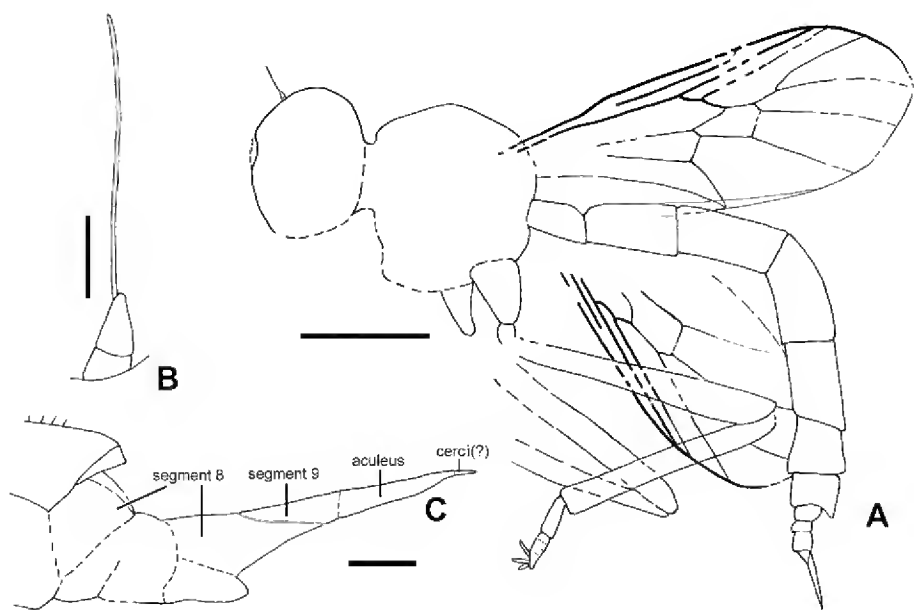 B
segment 8
segment 9
aculeus
cerci(?)
C
A